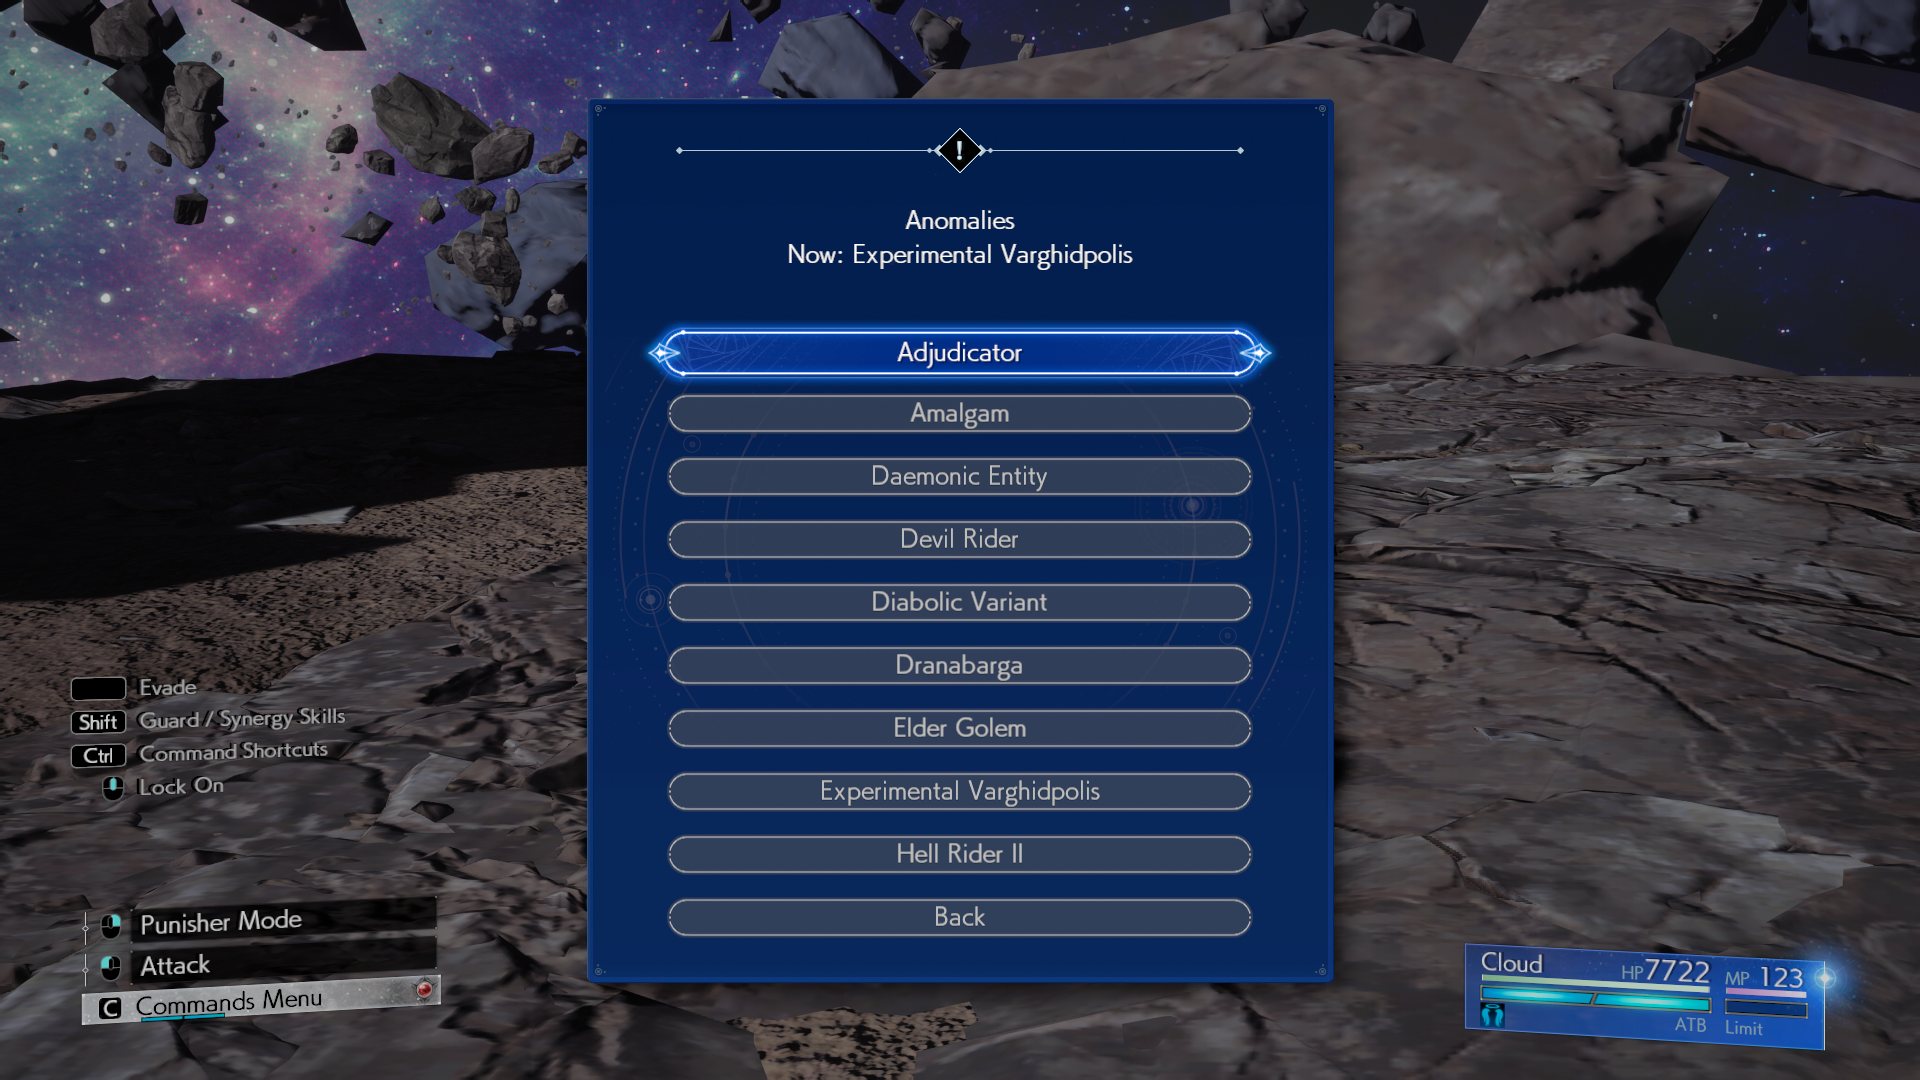 !
Anomalies
Now: Experimental Varghidpolis
Adjudicator
Amalgam
Daemonic Entity
Devil Rider
Diabolic Variant
Dranabarga
Elder Golem
Experimental Varghidpolis
Hell Rider II
Back
Evade
Shift Guard / Synergy Skills
Ctrl Command Shortcuts
Lock On
Punisher Mode
Attack
C Commands Menu
Cloud HP 7722 MP 123
ATB Limit